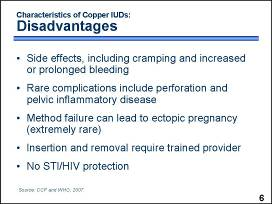 Characteristics of Copper IUDs:
Disadvantages
• Side effects, including cramping and increased
or prolonged bleeding
• Rare complications include perforation and
pelvic inflammatory disease
• Method failure can lead to ectopic pregnancy
(extremely rare)
• Insertion and removal require trained provider
• No STI/HIV protection
Source: CCP and WHO, 2007.
6